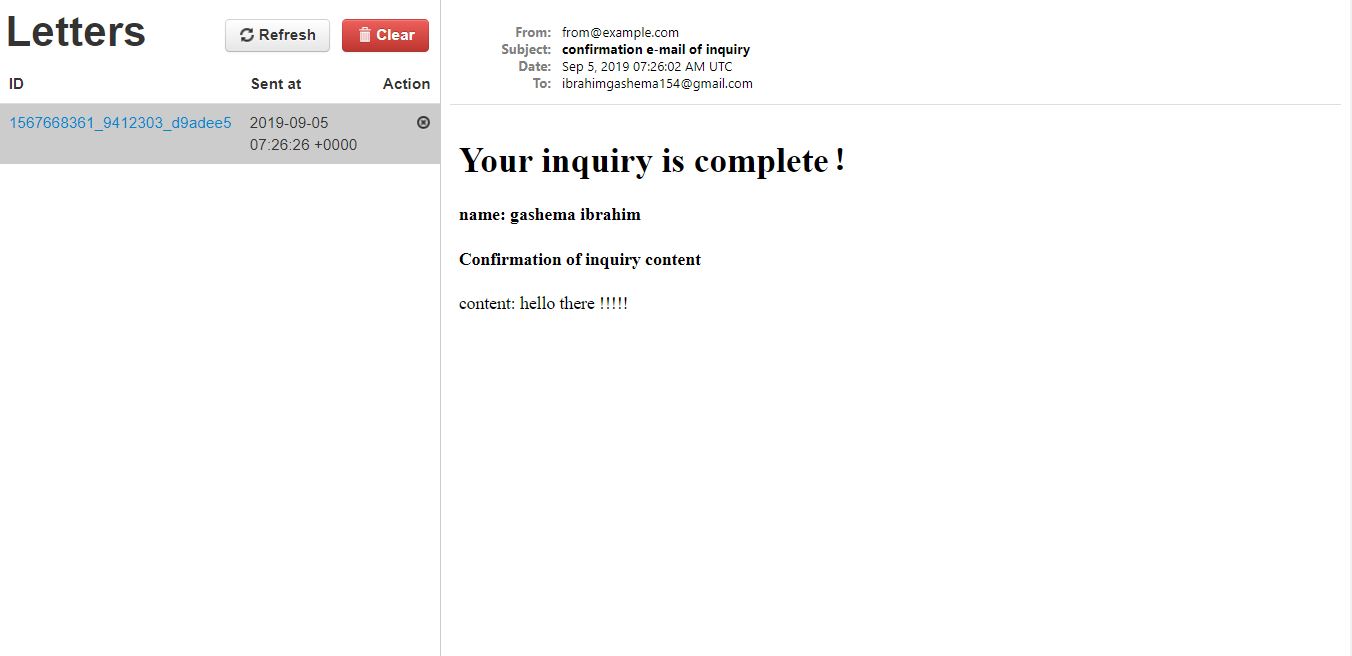 Letters
Refresh
Clear
ID Sent at Action
1567668361_9412303_d9adee5 2019-09-05
07:26:26 +0000
From: from@example.com
Subject: confirmation e-mail of inquiry
Date: Sep 5, 2019 07:26:02 AM UTC
To: ibrahimgashema154@gmail.com
Your inquiry is complete！
name: gashema ibrahim
Confirmation of inquiry content
content: hello there !!!!!